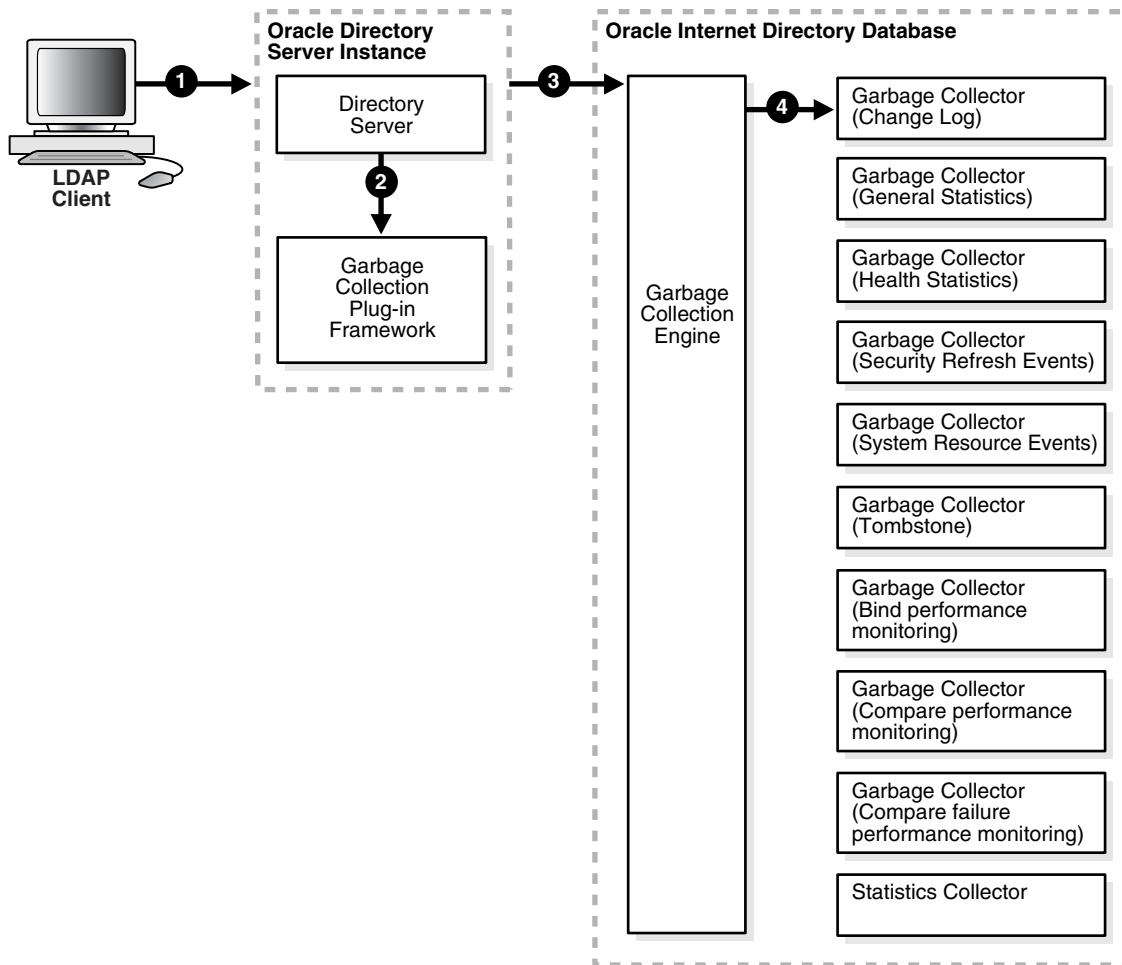 Oracle Directory
Server Instance
Oracle Internet Directory Database
1
3
Directory
Server
4
Garbage Collector
(Change Log)
LDAP
Client
2
Garbage Collector
(General Statistics)
Garbage
Collection
Plug-in
Framework
Garbage
Collection
Engine
Garbage Collector
(Health Statistics)
Garbage Collector
(Security Refresh Events)
Garbage Collector
(System Resource Events)
Garbage Collector
(Tombstone)
Garbage Collector
(Bind performance
monitoring)
Garbage Collector
(Compare performance
monitoring)
Garbage Collector
(Compare failure
performance monitoring)
Statistics Collector